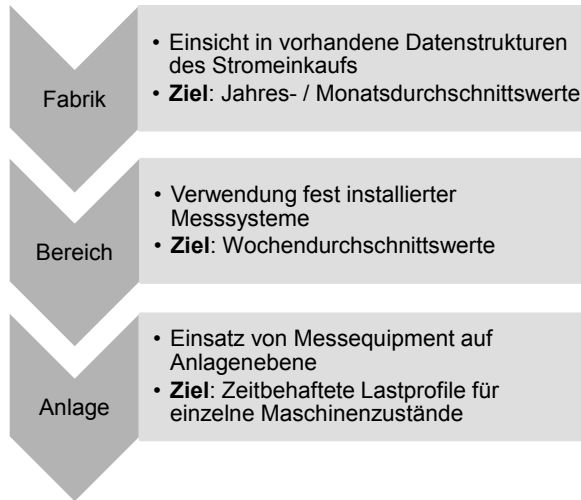 Fabrik
• Einsicht in vorhandene Datenstrukturen
des Stromeinkaufs
• Ziel: Jahres- / Monatsdurchschnittswerte
Bereich
• Verwendung fest installierter
Messsysteme
• Ziel: Wochendurchschnittswerte
Anlage
• Einsatz von Messequipment auf
Anlagenebene
• Ziel: Zeitbehaftete Lastprofile für
einzelne Maschinenzustände